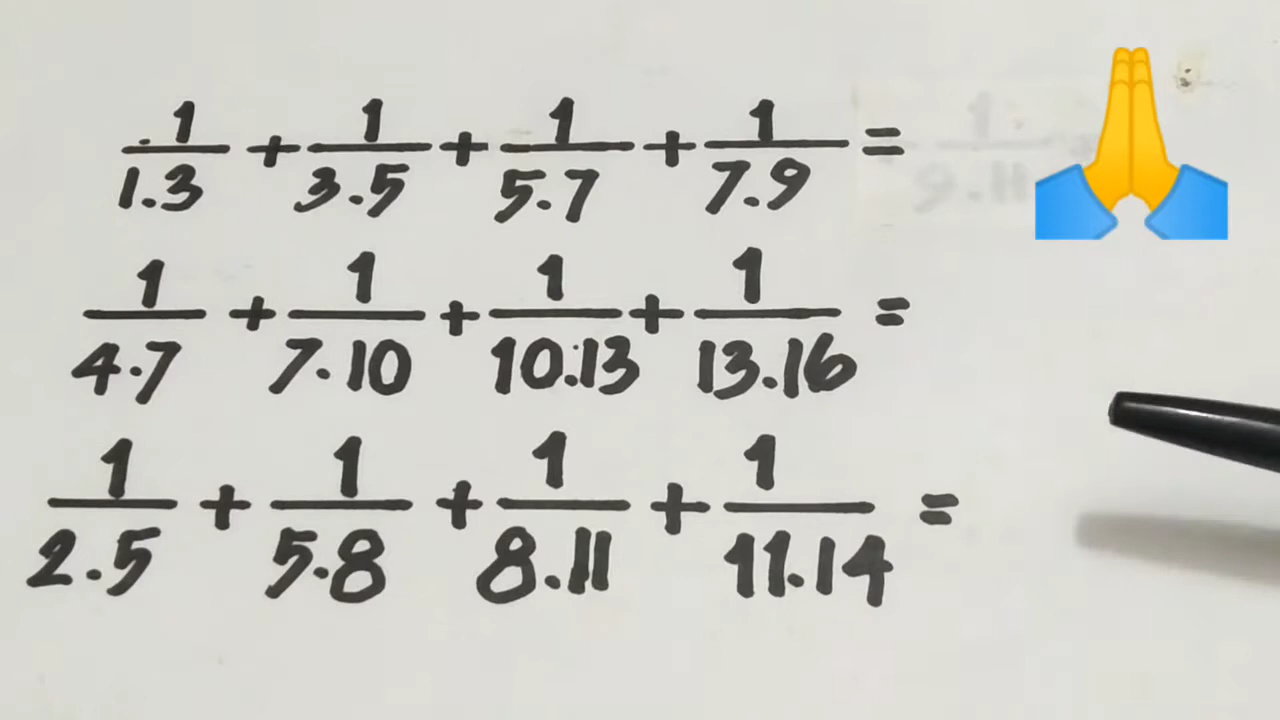 1/1.3 + 1/3.5 + 1/5.7 + 1/7.9 =
1/4.7 + 1/7.10 + 1/10.13 + 1/13.16 =
1/2.5 + 1/5.8 + 1/8.11 + 1/11.14 =